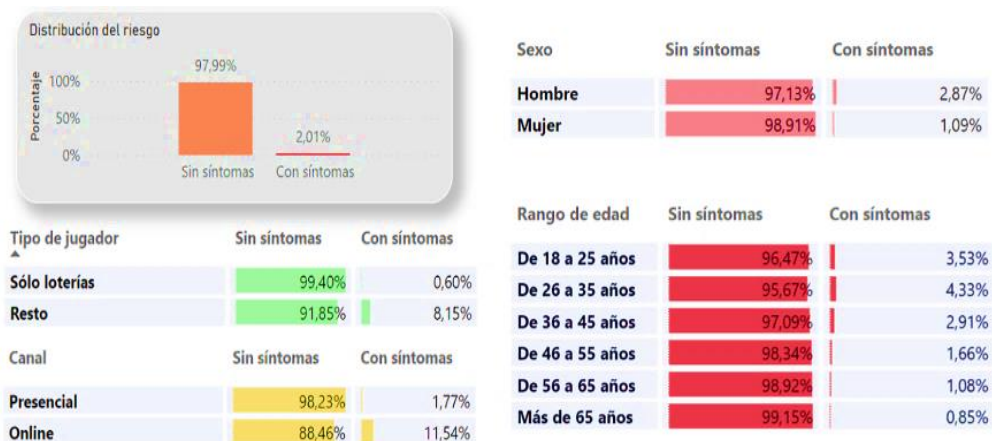 Distribución del riesgo
Porcentaje
100%
50%
0%
97,99%
2,01%
Sin síntomas Con síntomas
Tipo de jugador Sin síntomas Con síntomas
Sólo loterías 99,40% 0,60%
Resto 91,85% 8,15%
Canal Sin síntomas Con síntomas
Presencial 98,23% 1,77%
Online 88,46% 11,54%
Sexo Sin síntomas Con síntomas
Hombre 97,13% 2,87%
Mujer 98,91% 1,09%
Rango de edad Sin síntomas Con síntomas
De 18 a 25 años 96,47% 3,53%
De 26 a 35 años 95,67% 4,33%
De 36 a 45 años 97,09% 2,91%
De 46 a 55 años 98,34% 1,66%
De 56 a 65 años 98,92% 1,08%
Más de 65 años 99,15% 0,85%